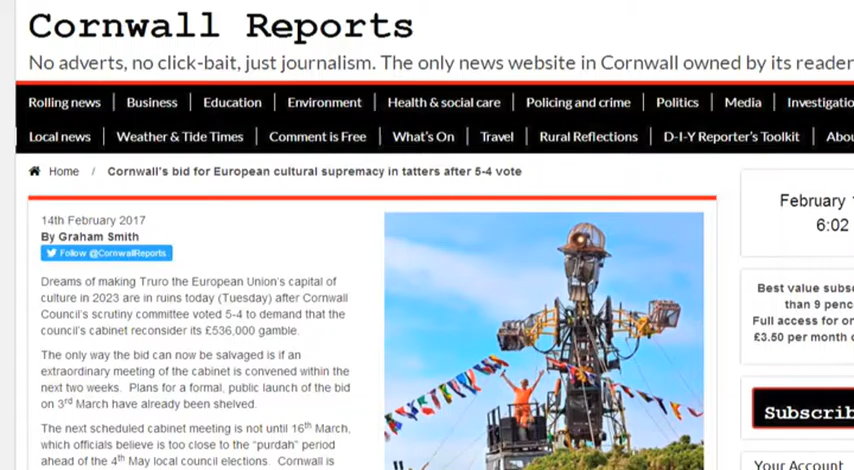 Cornwall Reports
No adverts, no click-bait, just journalism. The only news website in Cornwall owned by its reader
Rolling news | Business | Education | Environment | Health & social care | Policing and crime | Politics | Media | Investigatio
Local news | Weather & Tide Times | Comment is Free | What's On | Travel | Rural Reflections | D-I-Y Reporter's Toolkit | Abou
Home / Cornwall's bid for European cultural supremacy in tatters after 5-4 vote
14th February 2017
By Graham Smith
Follow @CornwallReports
Dreams of making Truro the European Union's capital of
culture in 2023 are in ruins today (Tuesday) after Cornwall
Council's scrutiny committee voted 5-4 to demand that the
council's cabinet reconsider its £536,000 gamble.
The only way the bid can now be salvaged is if an
extraordinary meeting of the cabinet is convened within the
next two weeks. Plans for a formal, public launch of the bid
on 3rd March have already been shelved.
The next scheduled cabinet meeting is not until 16th March,
which officials believe is too close to the "purdah" period
ahead of the 4th May local council elections. Cornwall is
February 1
6:02
Best value subs
than 9 penc
Full access for on
£3.50 per month o
Subscrib
Your Account